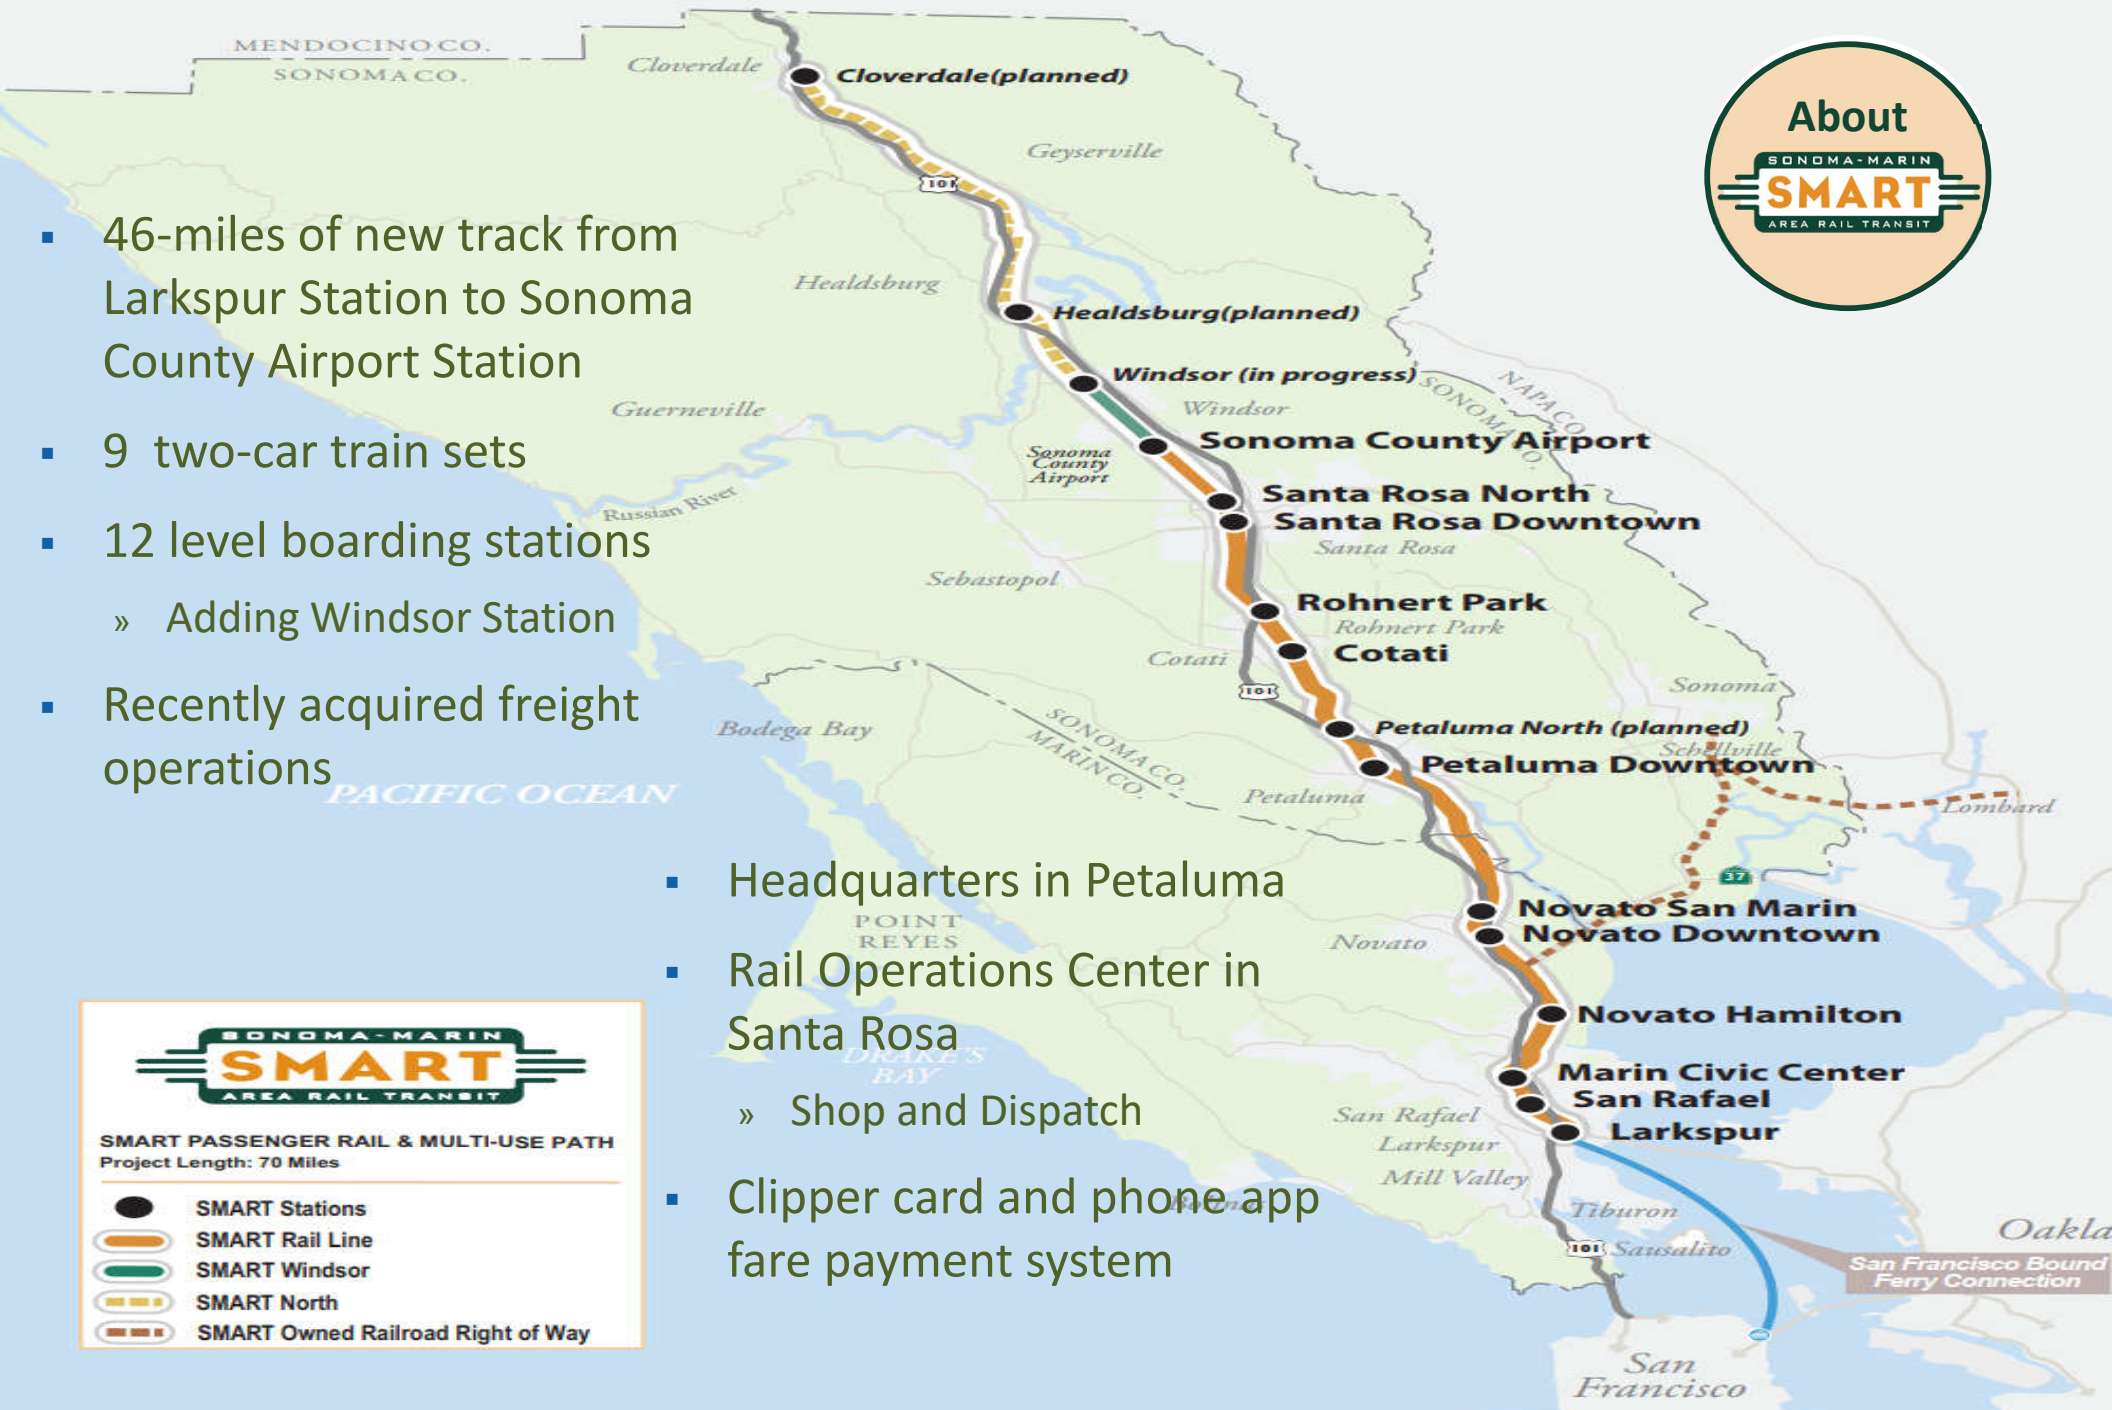 MENDOCINO CO.
SONOMA CO.
Cloverdale
Cloverdale(planned)
About
SONOMA-MARIN
SMART
AREA RAIL TRANSIT
Geyserville
101
▪ 46-miles of new track from
Larkspur Station to Sonoma
County Airport Station
Healdsburg
Healdsburg(planned)
Windsor (in progress)
SONOMA CO.
NAPA CO.
Guerneville
Windsor
▪ 9 two-car train sets
Sonoma County Airport
Sonoma
County
Airport
Russian River
Santa Rosa North
Santa Rosa Downtown
▪ 12 level boarding stations
Santa Rosa
Sebastopol
» Adding Windsor Station
Rohnert Park
Rohnert Park
Cotati
Cotati
101
Sonoma
▪ Recently acquired freight
operations
Bodega Bay
SONOMA CO.
MARIN CO.
Petaluma North (planned)
Schellville
Petaluma Downtown
PACIFIC OCEAN
Petaluma
Lombard
▪ Headquarters in Petaluma
37
POINT
REYES
Novato San Marin
Novato Downtown
Novato
▪ Rail Operations Center in
Santa Rosa
DRAKE'S
BAY
Novato Hamilton
Marin Civic Center
San Rafael
Larkspur
» Shop and Dispatch
San Rafael
Larkspur
Mill Valley
▪ Clipper card and phone app
fare payment system
Tiburon
101
Sausalito
Oakla
San Francisco Bound
Ferry Connection
San
Francisco
SONOMA-MARIN
SMART
AREA RAIL TRANSIT
SMART PASSENGER RAIL & MULTI-USE PATH
Project Length: 70 Miles
SMART Stations
SMART Rail Line
SMART Windsor
SMART North
SMART Owned Railroad Right of Way